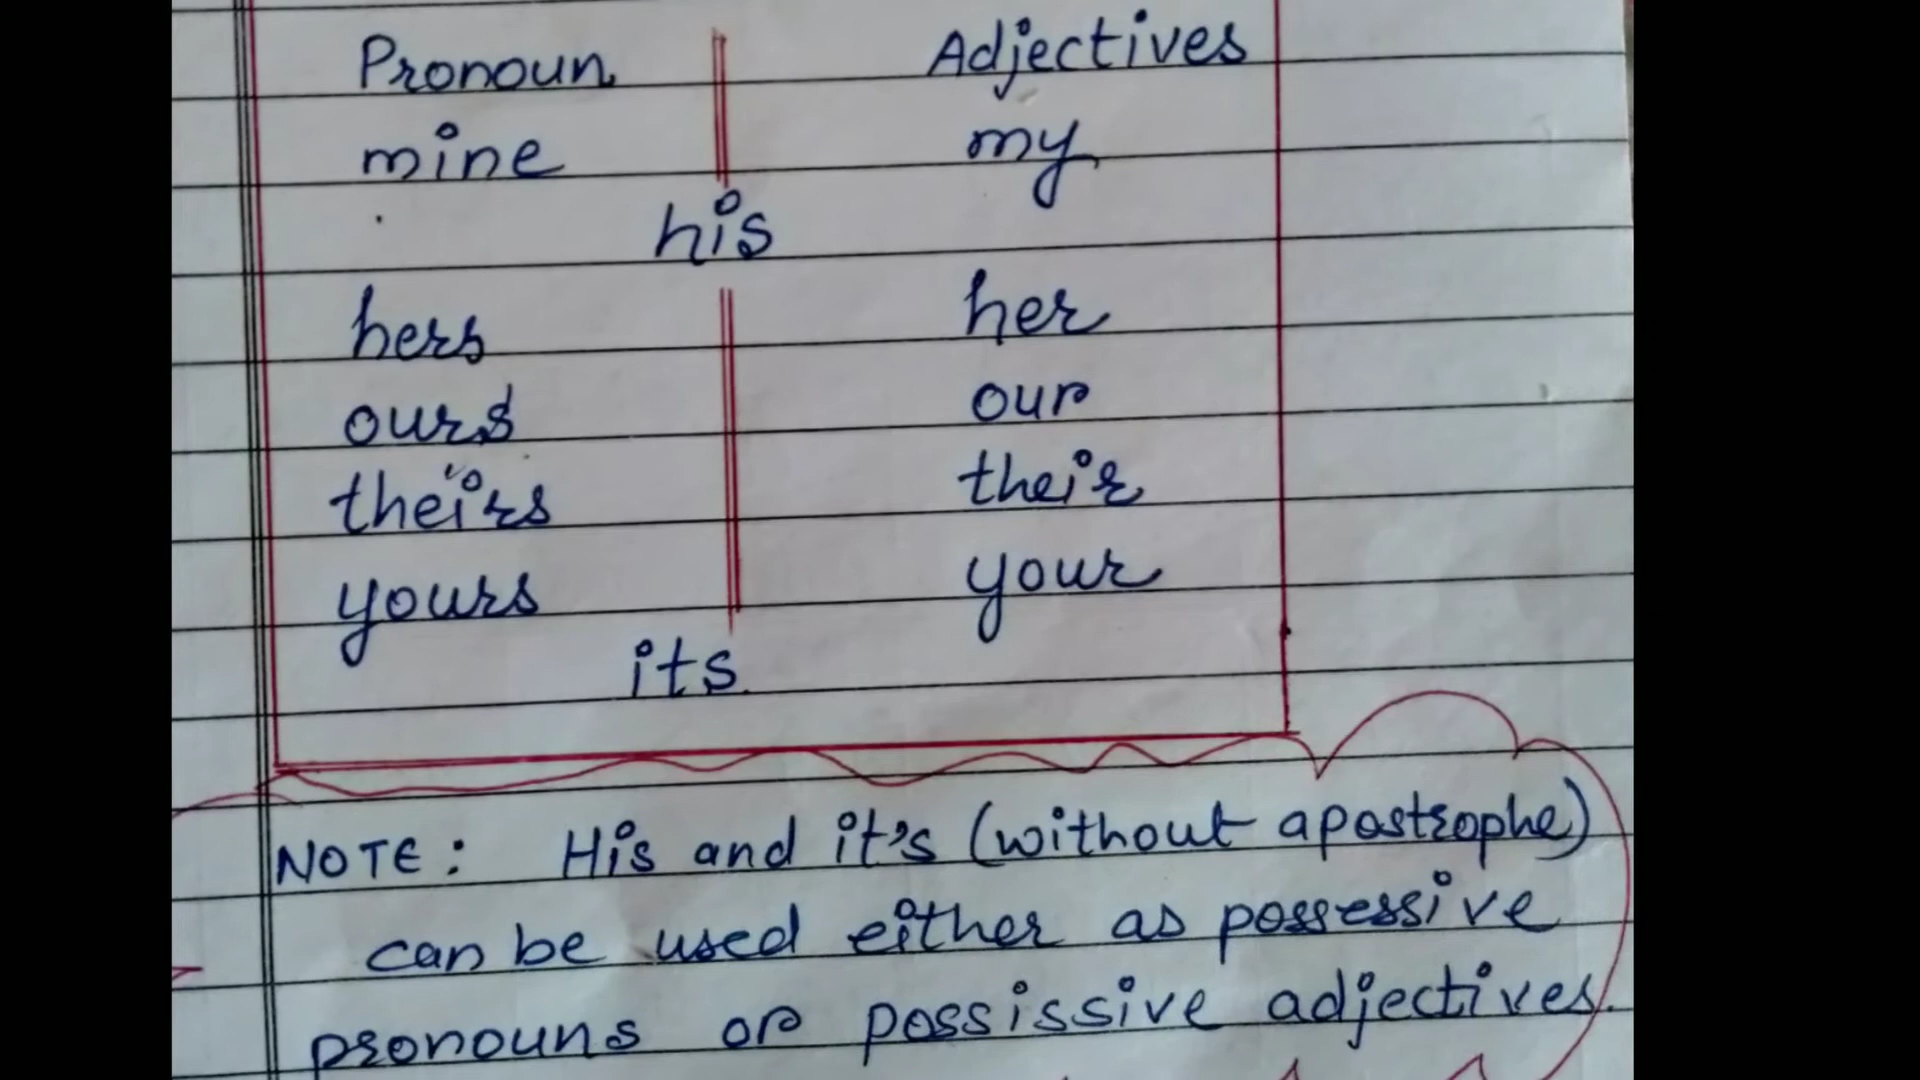 Pronoun Adjectives
mine my
his
hers her
ours our
theirs their
yours your
its
NOTE: His and it's (without apostrophe)
can be used either as possessive
pronouns or possissive adjectives.